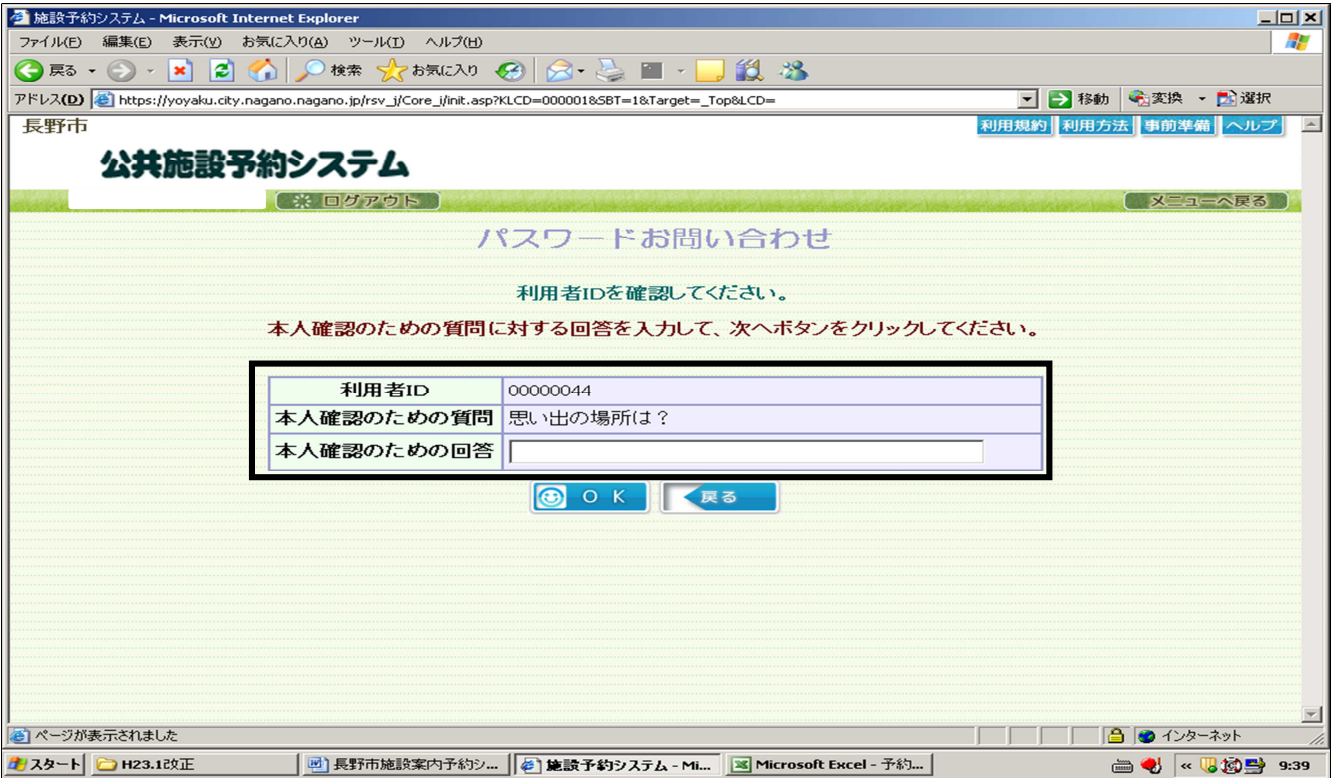 施設予約システム - Microsoft Internet Explorer
ファイル(F) 編集(E) 表示(V) お気に入り(A) ツール(T) ヘルプ(H)
戻る 検索 お気に入り
アドレス(D) https://yoyaku.city.nagano.nagano.jp/rsv_j/Core_i/init.asp?KLCD=000001&SBT=1&Target=_Top&LCD= 移動 変換 選択
長野市 利用規約 利用方法 事前準備 ヘルプ
公共施設予約システム
ログアウト メニューへ戻る
パスワードお問い合わせ
利用者IDを確認してください。
本人確認のための質問に対する回答を入力して、次へボタンをクリックしてください。
利用者ID 00000044
本人確認のための質問 思い出の場所は？
本人確認のための回答
ＯＫ 戻る
ページが表示されました インターネット
スタート H23.1改正 長野市施設案内予約シ... 施設予約システム - Mi... Microsoft Excel - 予約... « 9:39